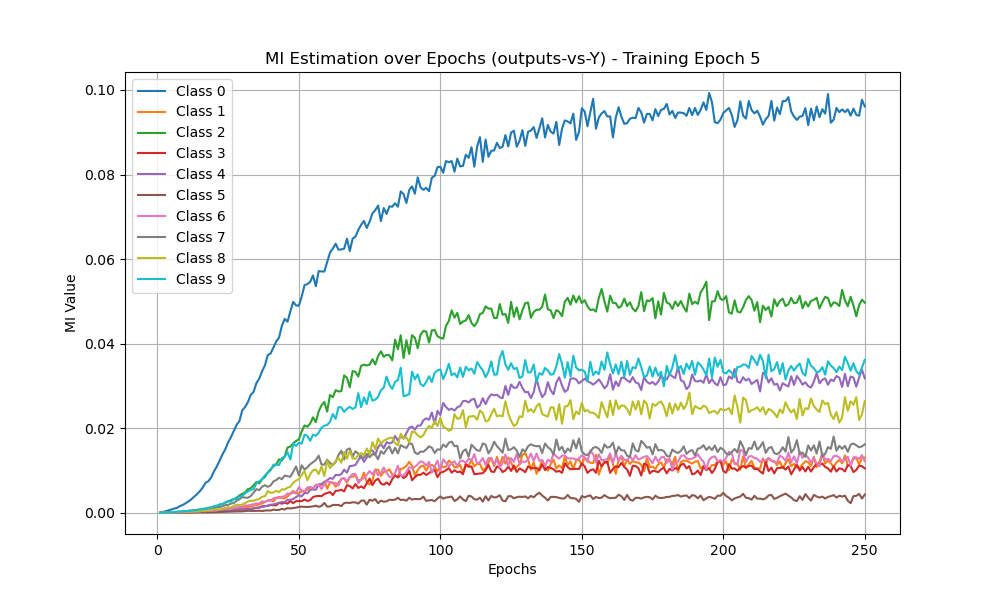 MI Estimation over Epochs (outputs-vs-Y) - Training Epoch 5
MI Value
0.10
0.08
0.06
0.04
0.02
0.00
Class 0
Class 1
Class 2
Class 3
Class 4
Class 5
Class 6
Class 7
Class 8
Class 9
0
50
100
150
200
250
Epochs